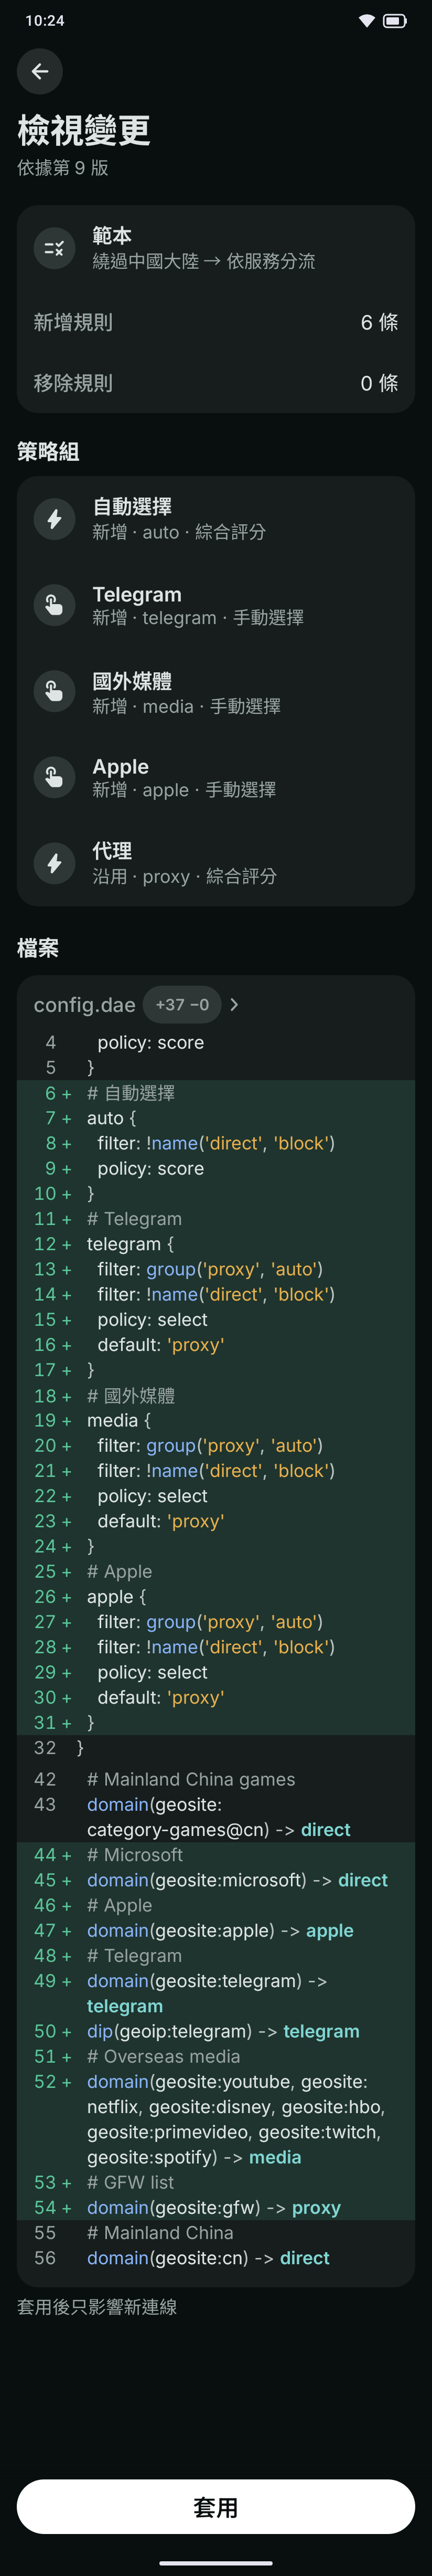 10:24
檢視變更
依據第 9 版
範本
繞過中國大陸 → 依服務分流
新增規則 6 條
移除規則 0 條
策略組
自動選擇
新增 · auto · 綜合評分
Telegram
新增 · telegram · 手動選擇
國外媒體
新增 · media · 手動選擇
Apple
新增 · apple · 手動選擇
代理
沿用 · proxy · 綜合評分
檔案
config.dae +37 −0
4 policy: score
5 }
6 + # 自動選擇
7 + auto {
8 + filter: !name('direct', 'block')
9 + policy: score
10 + }
11 + # Telegram
12 + telegram {
13 + filter: group('proxy', 'auto')
14 + filter: !name('direct', 'block')
15 + policy: select
16 + default: 'proxy'
17 + }
18 + # 國外媒體
19 + media {
20 + filter: group('proxy', 'auto')
21 + filter: !name('direct', 'block')
22 + policy: select
23 + default: 'proxy'
24 + }
25 + # Apple
26 + apple {
27 + filter: group('proxy', 'auto')
28 + filter: !name('direct', 'block')
29 + policy: select
30 + default: 'proxy'
31 + }
32 }
42 # Mainland China games
43 domain(geosite:
category-games@cn) -> direct
44 + # Microsoft
45 + domain(geosite:microsoft) -> direct
46 + # Apple
47 + domain(geosite:apple) -> apple
48 + # Telegram
49 + domain(geosite:telegram) ->
telegram
50 + dip(geoip:telegram) -> telegram
51 + # Overseas media
52 + domain(geosite:youtube, geosite:
netflix, geosite:disney, geosite:hbo,
geosite:primevideo, geosite:twitch,
geosite:spotify) -> media
53 + # GFW list
54 + domain(geosite:gfw) -> proxy
55 # Mainland China
56 domain(geosite:cn) -> direct
套用後只影響新連線
套用